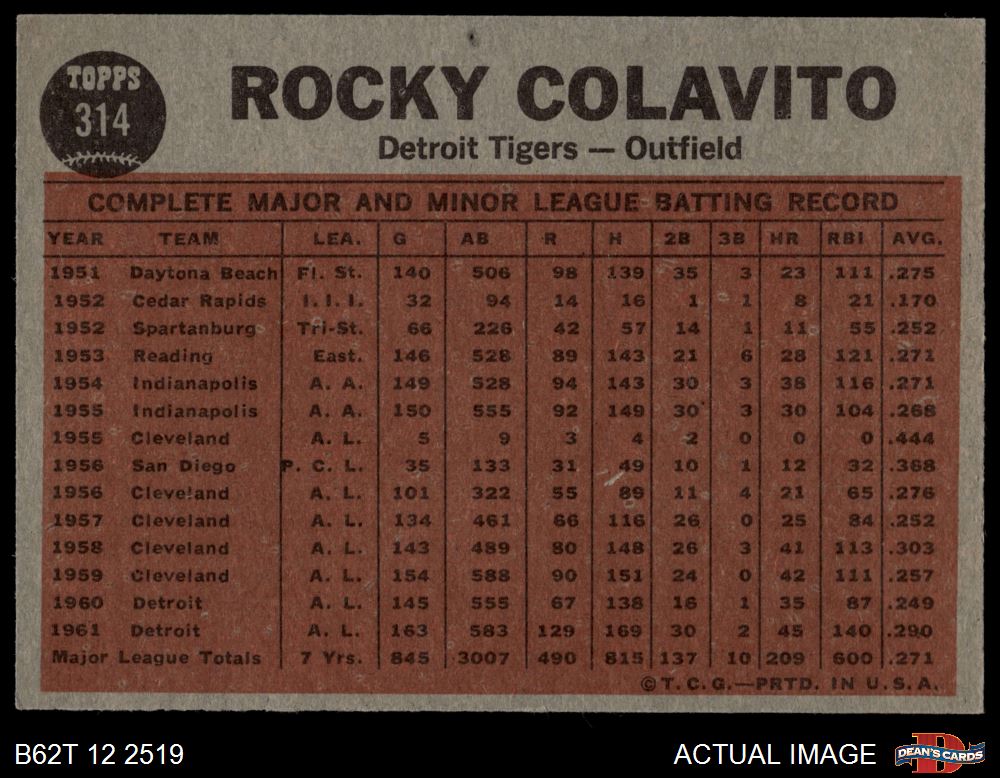 TOPPS
314
ROCKY COLAVITO
Detroit Tigers — Outfield
COMPLETE MAJOR AND MINOR LEAGUE BATTING RECORD
YEAR TEAM LEA. G AB R H 2B 3B HR RBI AVG.
1951 Daytona Beach Fl. St. 140 506 98 139 35 3 23 111 .275
1952 Cedar Rapids I. I. I. 32 94 14 16 1 1 8 21 .170
1952 Spartanburg Tri-St. 66 226 42 57 14 1 11 55 .252
1953 Reading East. 146 528 89 143 21 6 28 121 .271
1954 Indianapolis A. A. 149 528 94 143 30 3 38 116 .271
1955 Indianapolis A. A. 150 555 92 149 30 3 30 104 .268
1955 Cleveland A. L. 5 9 3 4 2 0 0 0 .444
1956 San Diego P. C. L. 35 133 31 49 10 1 12 32 .368
1956 Cleveland A. L. 101 322 55 89 11 4 21 65 .276
1957 Cleveland A. L. 134 461 66 116 26 0 25 84 .252
1958 Cleveland A. L. 143 489 80 148 26 3 41 113 .303
1959 Cleveland A. L. 154 588 90 151 24 0 42 111 .257
1960 Detroit A. L. 145 555 67 138 16 1 35 87 .249
1961 Detroit A. L. 163 583 129 169 30 2 45 140 .290
Major League Totals 7 Yrs. 845 3007 490 815 137 10 209 600 .271
© T. C. G.—PRTD. IN U. S. A.
B62T 12 2519 ACTUAL IMAGE DEAN'S CARDS